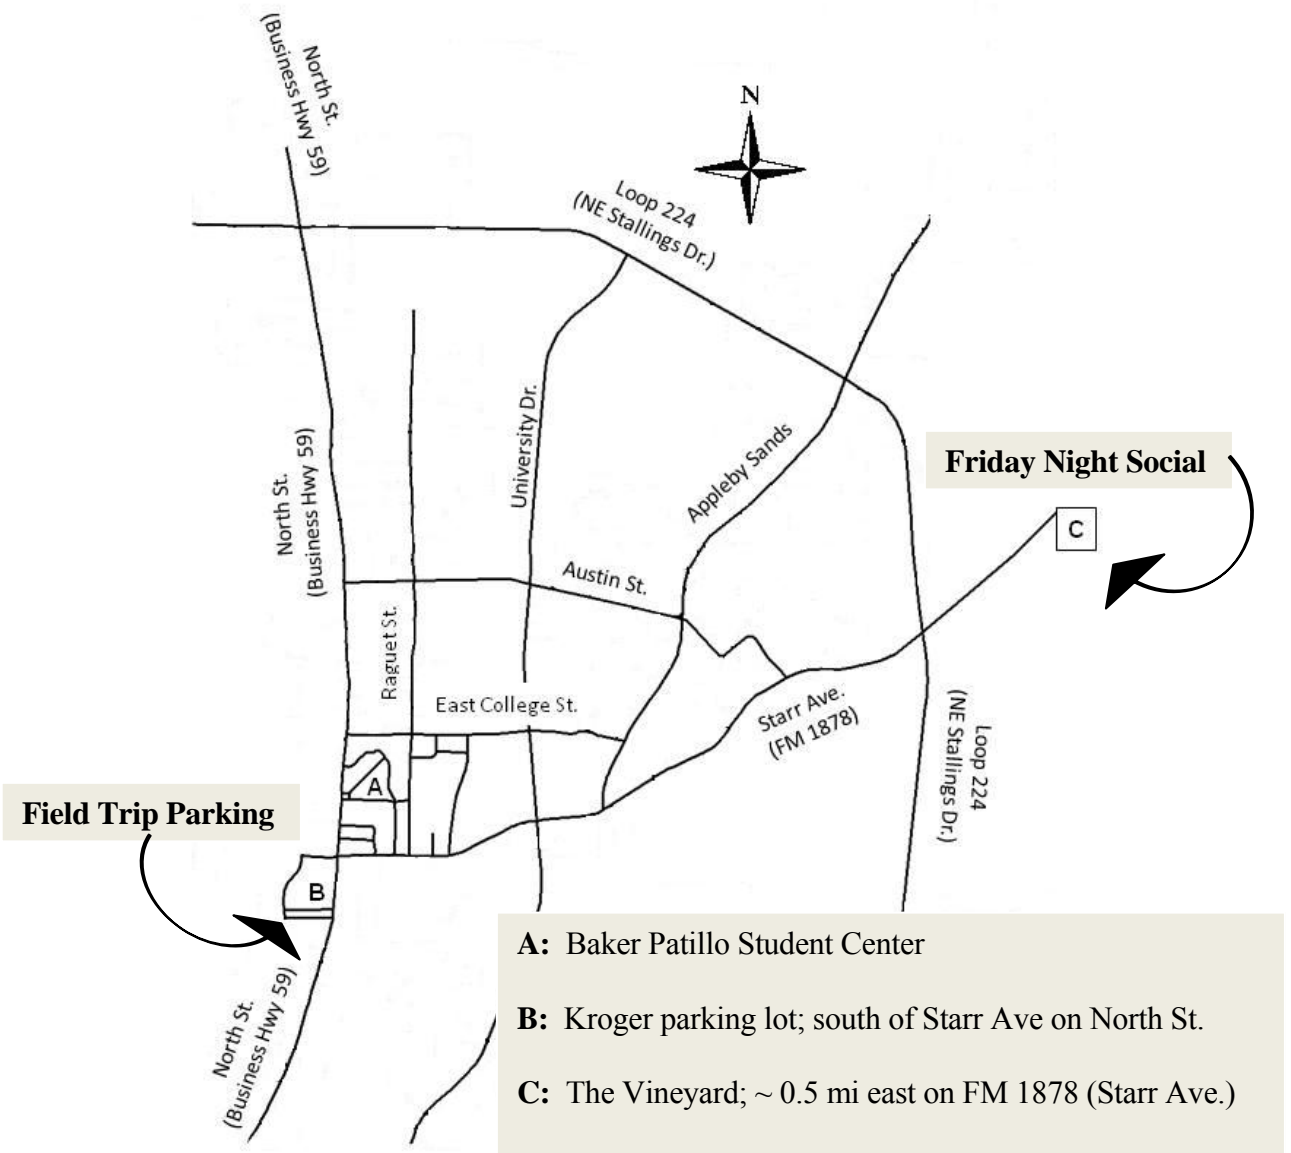 North St.
(Business Hwy 59)
N
Loop 224
(NE Stallings Dr.)
University Dr.
Appleby Sands
North St.
(Business Hwy 59)
Friday Night Social
C
Austin St.
Raguet St.
East College St.
Starr Ave.
(FM 1878)
Loop 224
(NE Stallings Dr.)
A
Field Trip Parking
B
North St.
(Business Hwy 59)
A: Baker Patillo Student Center
B: Kroger parking lot; south of Starr Ave on North St.
C: The Vineyard; ~ 0.5 mi east on FM 1878 (Starr Ave.)